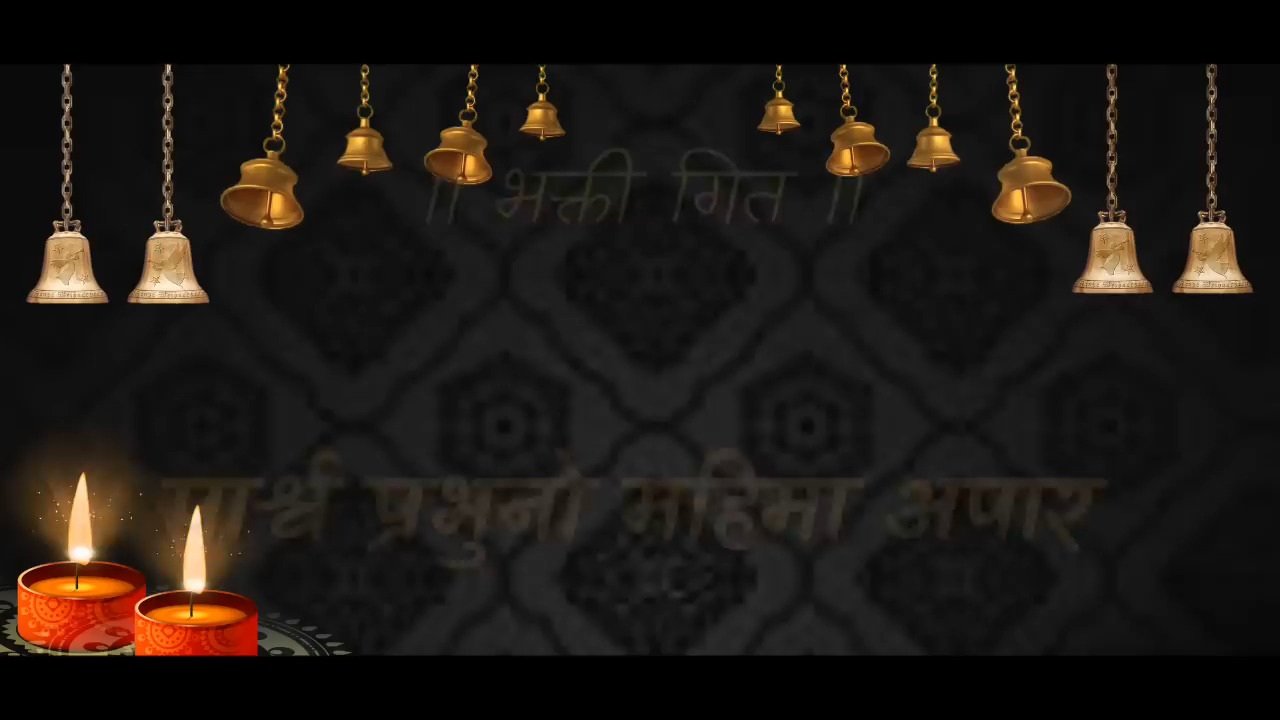 ॥ भक्ती गित ॥
पार्श्व प्रभुनो महिमा अपार